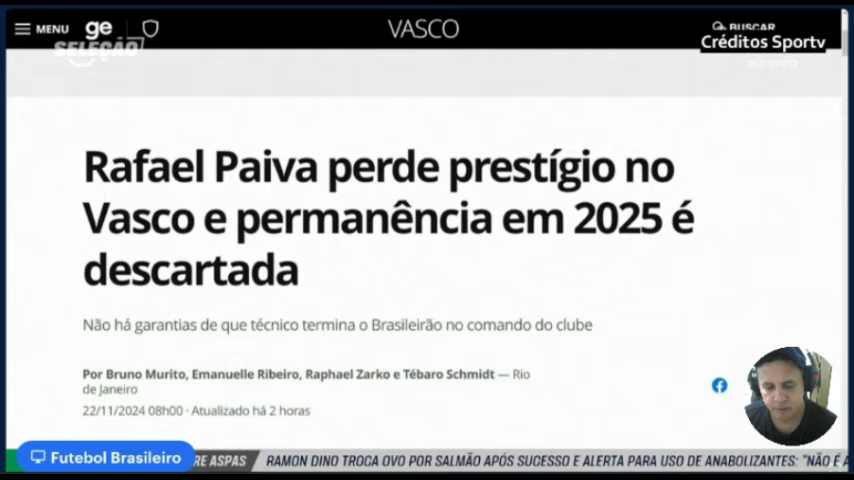 MENU
ge
VASCO
BUSCAR
SELEÇÃO
Créditos Sportv
AO VIVO
Rafael Paiva perde prestígio no
Vasco e permanência em 2025 é
descartada
Não há garantias de que técnico termina o Brasileirão no comando do clube
Por Bruno Murito, Emanuelle Ribeiro, Raphael Zarko e Tébaro Schmidt — Rio
de Janeiro
22/11/2024 08h00 · Atualizado há 2 horas
Futebol Brasileiro
RE ASPAS
RAMON DINO TROCA OVO POR SALMÃO APÓS SUCESSO E ALERTA PARA USO DE ANABOLIZANTES: "NÃO É A